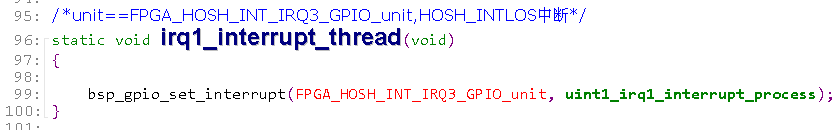 95: /*unit==FPGA_HOSH_INT_IRQ3_GPIO_unit,HOSH_INTLOS中断*/
96: static void irq1_interrupt_thread(void)
97: {
98:
99: bsp_gpio_set_interrupt(FPGA_HOSH_INT_IRQ3_GPIO_unit, uint1_irq1_interrupt_process);
100: }